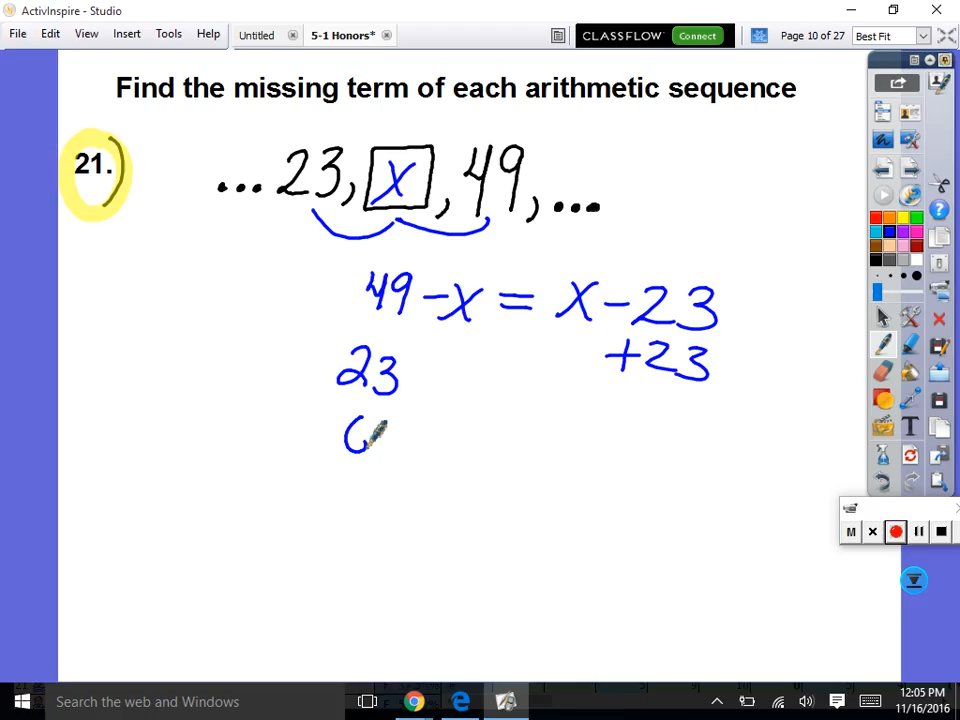 ActivInspire - Studio
File Edit View Insert Tools Help Untitled 5-1 Honors* CLASSFLOW Connect Page 10 of 27 Best Fit
Find the missing term of each arithmetic sequence
21.) ...23, x, 49, ...
49 - x = x - 23
23 +23
M
Search the web and Windows
12:05 PM
11/16/2016